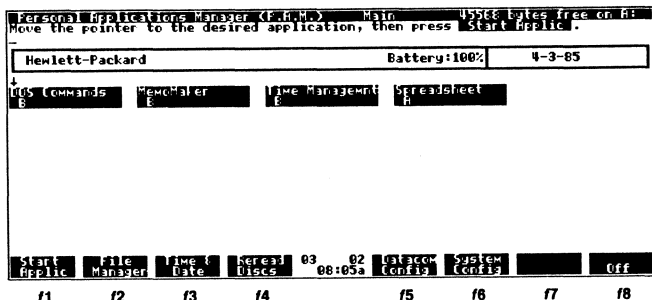 Personal Applications Manager (P.A.M.) Main 45568 bytes free on A:
Move the pointer to the desired application, then press Start Applic .
Hewlett-Packard Battery:100% 4-3-85
DOS Commands MemoMaker Time Managemnt Spreadsheet
B B B A
Start File Time & Reread 03 02 Datacom System
Applic Manager Date Discs 08:05a Config Config Off
f1 f2 f3 f4 f5 f6 f7 f8